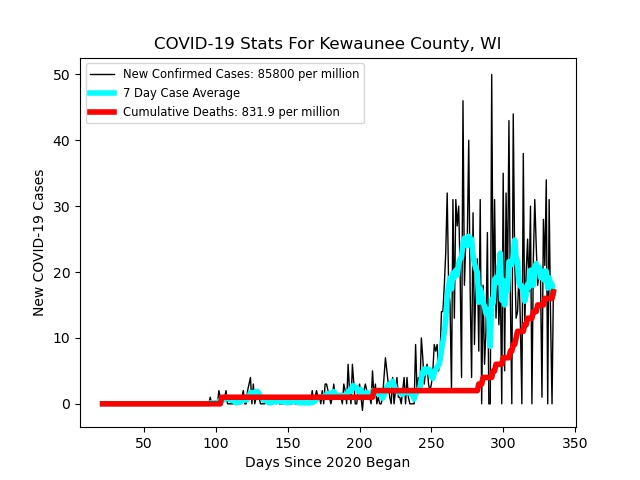 COVID-19 Stats For Kewaunee County, WI
New Confirmed Cases: 85800 per million
7 Day Case Average
Cumulative Deaths: 831.9 per million
New COVID-19 Cases
50
40
30
20
10
0
50 100 150 200 250 300 350
Days Since 2020 Began